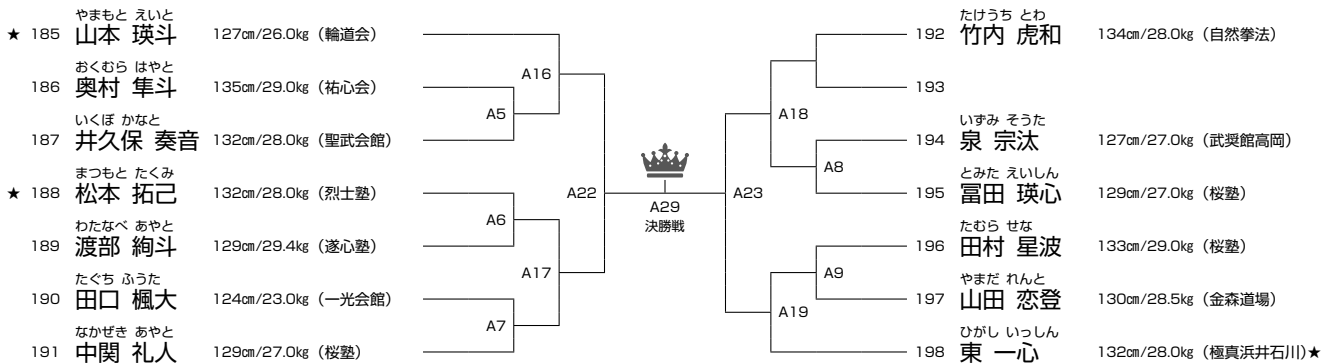 やまもと えいと
★ 185 山本 瑛斗 127㎝/26.0㎏（輪道会）
おくむら はやと
186 奥村 隼斗 135㎝/29.0㎏（祐心会）
いくぼ かなと
187 井久保 奏音 132㎝/28.0㎏（聖武会館）
まつもと たくみ
★ 188 松本 拓己 132㎝/28.0㎏（烈士塾）
わたなべ あやと
189 渡部 絢斗 129㎝/29.4㎏（遂心塾）
たぐち ふうた
190 田口 楓大 124㎝/23.0㎏（一光会館）
なかぜき あやと
191 中関 礼人 129㎝/27.0㎏（桜塾）
A16
A5
A6
A17
A7
A22
A29
決勝戦
A23
A18
A8
A9
A19
たけうち とわ
192 竹内 虎和 134㎝/28.0㎏（自然拳法）
193
いずみ そうた
194 泉 宗汰 127㎝/27.0㎏（武奨館高岡）
とみた えいしん
195 冨田 瑛心 129㎝/27.0㎏（桜塾）
たむら せな
196 田村 星波 133㎝/29.0㎏（桜塾）
やまだ れんと
197 山田 恋登 130㎝/28.5㎏（金森道場）
ひがし いっしん
198 東 一心 132㎝/28.0㎏（極真浜井石川）★